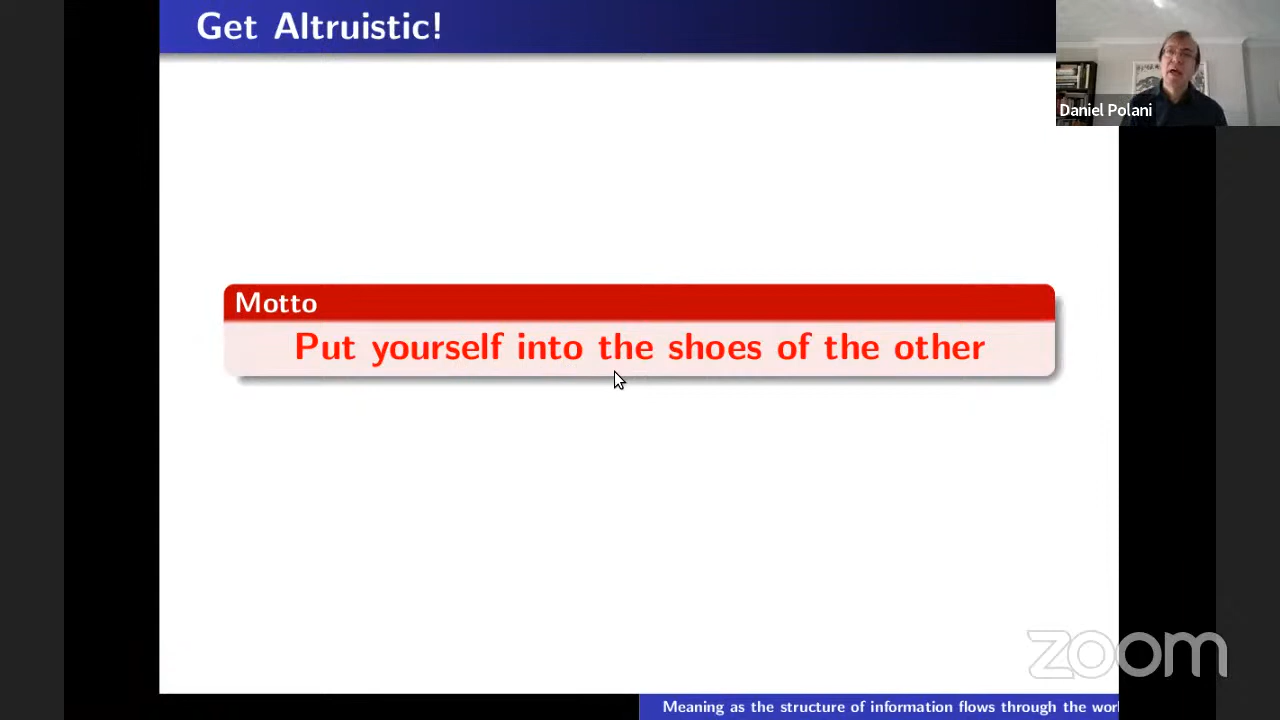 Get Altruistic!
Daniel Polani
Motto
Put yourself into the shoes of the other
zoom
Meaning as the structure of information flows through the wor